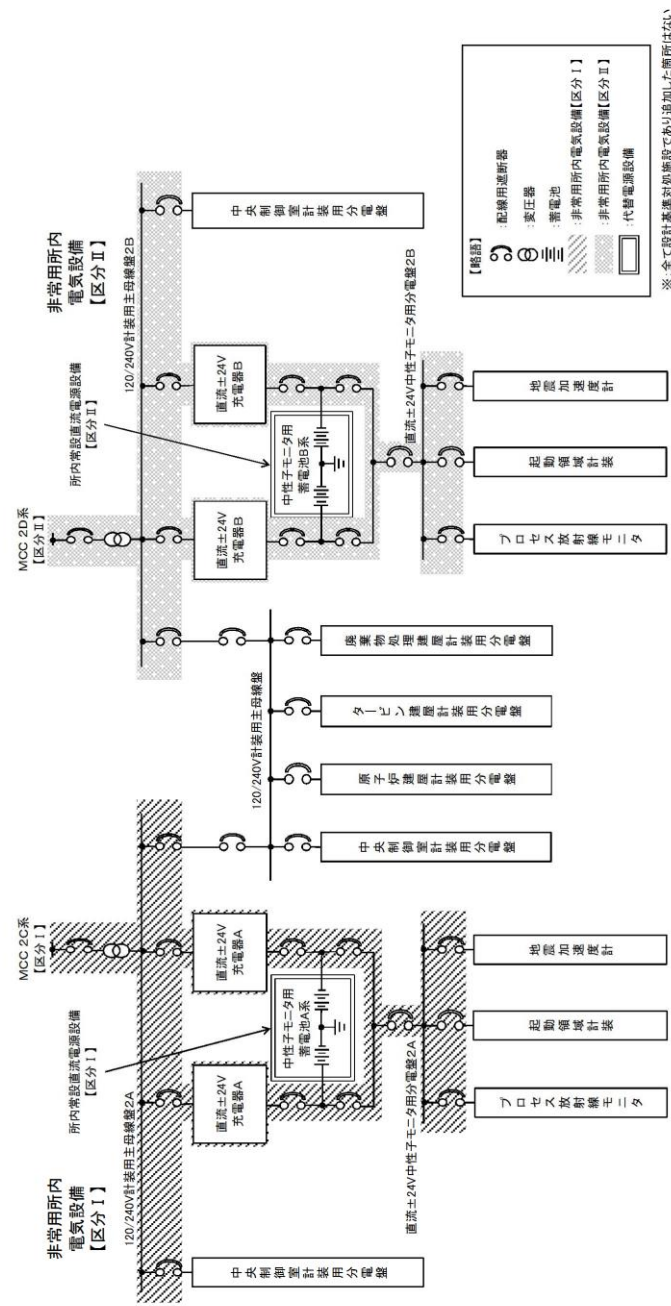 非常用所内
電気設備
【区分Ⅰ】
120/240V計装用主母線盤2A
MCC 2C系
【区分Ⅰ】
所内常設直流電源設備
【区分Ⅰ】
中央制御室計装用分電盤
直流±24V
充電器A
直流±24V
充電器A
中性子モニタ用
蓄電池A系
直流±24V中性子モニタ用分電盤2A
プロセス放射線モニタ
起動領域計装
地震加速度計
120/240V計装用主母線盤
中央制御室計装用分電盤
原子炉建屋計装用分電盤
タービン建屋計装用分電盤
廃棄物処理建屋計装用分電盤
MCC 2D系
【区分Ⅱ】
所内常設直流電源設備
【区分Ⅱ】
非常用所内
電気設備
【区分Ⅱ】
120/240V計装用主母線盤2B
直流±24V
充電器B
直流±24V
充電器B
中性子モニタ用
蓄電池B系
中央制御室計装用分電盤
直流±24V中性子モニタ用分電盤2B
プロセス放射線モニタ
起動領域計装
地震加速度計
【略語】
:配線用遮断器
:変圧器
:蓄電池
:非常用所内電気設備【区分Ⅰ】
:非常用所内電気設備【区分Ⅱ】
:代替電源設備
※:全て設計基準対処施設であり追加した箇所はない